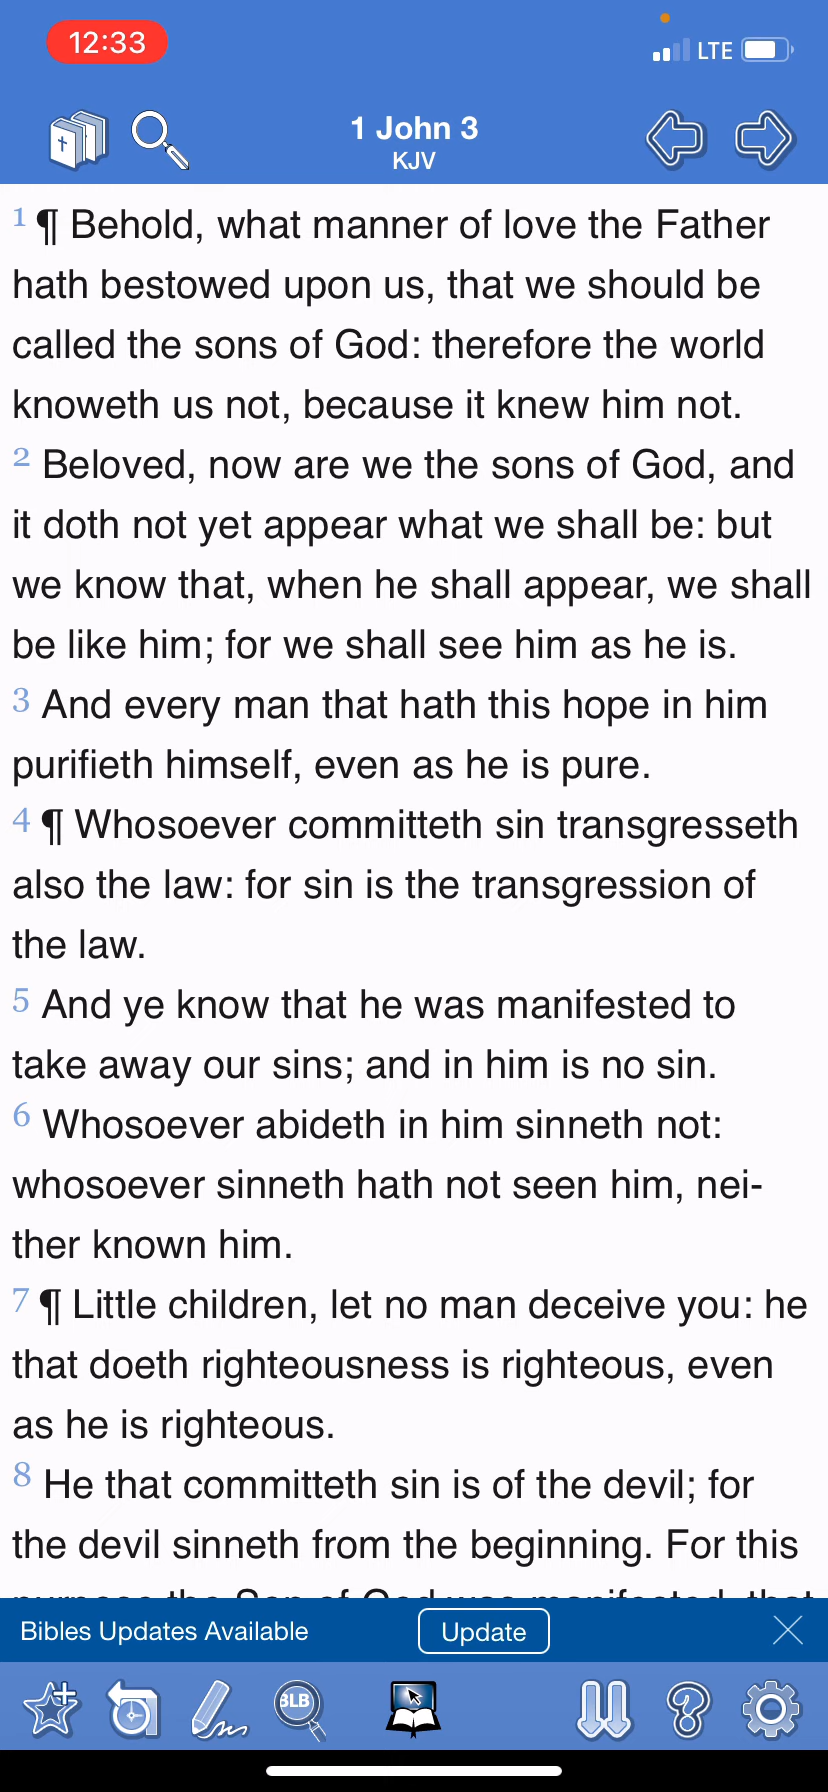 12:33
LTE
1 John 3
KJV
1 ¶ Behold, what manner of love the Father
hath bestowed upon us, that we should be
called the sons of God: therefore the world
knoweth us not, because it knew him not.
2 Beloved, now are we the sons of God, and
it doth not yet appear what we shall be: but
we know that, when he shall appear, we shall
be like him; for we shall see him as he is.
3 And every man that hath this hope in him
purifieth himself, even as he is pure.
4 ¶ Whosoever committeth sin transgresseth
also the law: for sin is the transgression of
the law.
5 And ye know that he was manifested to
take away our sins; and in him is no sin.
6 Whosoever abideth in him sinneth not:
whosoever sinneth hath not seen him, nei-
ther known him.
7 ¶ Little children, let no man deceive you: he
that doeth righteousness is righteous, even
as he is righteous.
8 He that committeth sin is of the devil; for
the devil sinneth from the beginning. For this
purpose the Son of God was manifested, that
Bibles Updates Available
Update
BLB